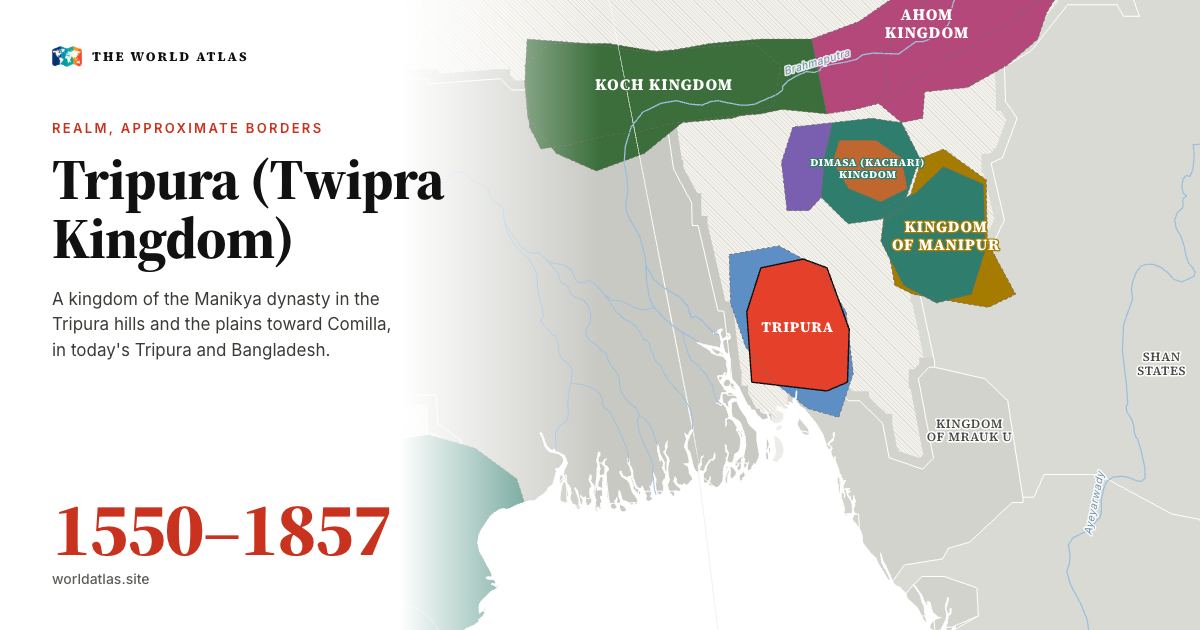 THE WORLD ATLAS
REALM, APPROXIMATE BORDERS
Tripura (Twipra
Kingdom)
A kingdom of the Manikya dynasty in the
Tripura hills and the plains toward Comilla,
in today's Tripura and Bangladesh.
1550–1857
worldatlas.site
AHOM
KINGDOM
KOCH KINGDOM
Brahmaputra
DIMASA (KACHARI)
KINGDOM
KINGDOM
OF MANIPUR
TRIPURA
SHAN
STATES
KINGDOM
OF MRAUK U
Ayeyarwady